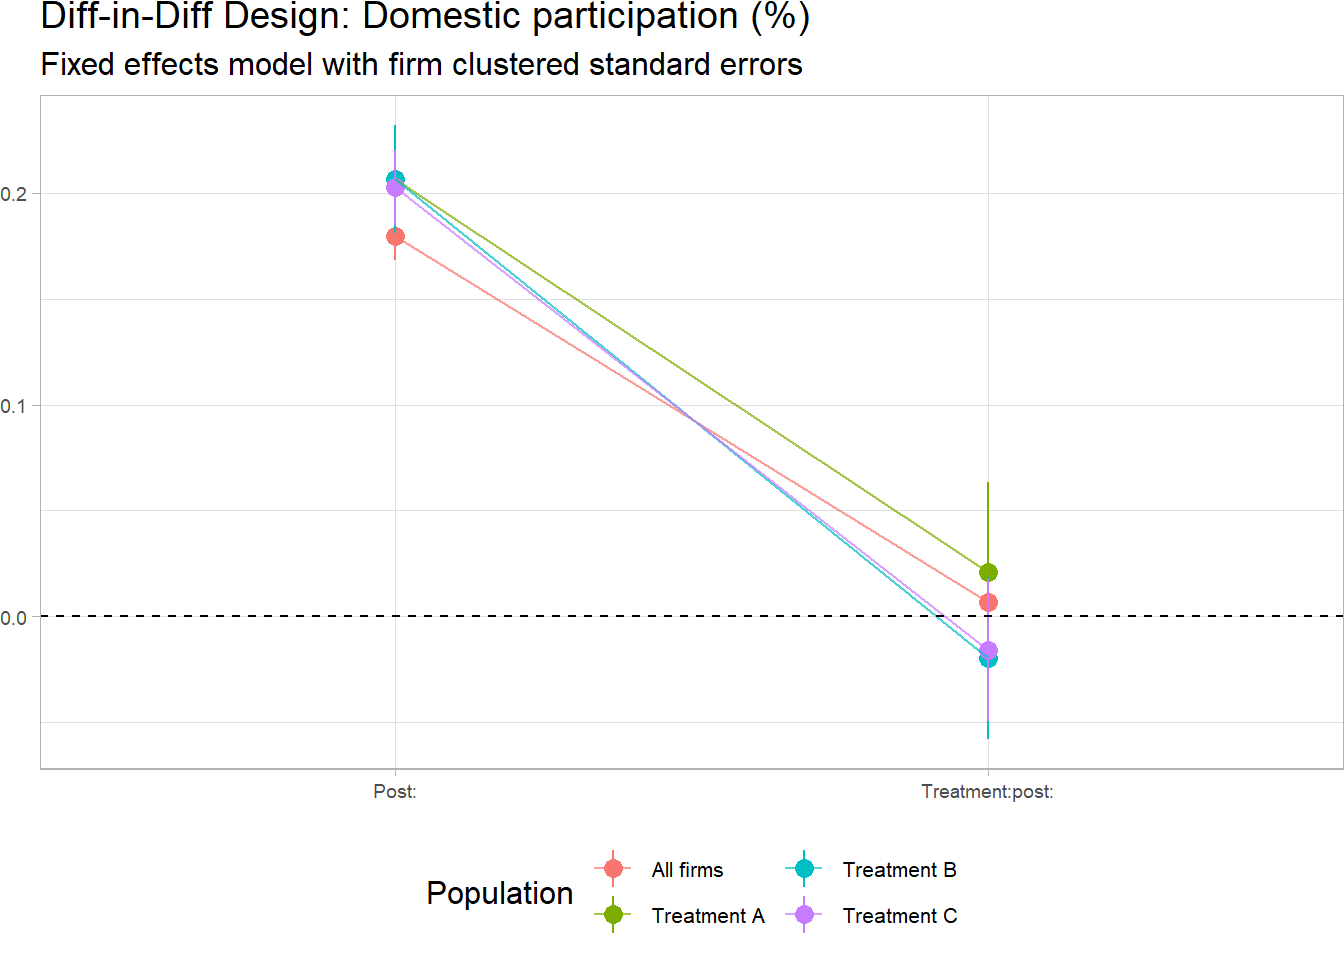 Diff-in-Diff Design: Domestic participation (%)
Fixed effects model with firm clustered standard errors
0.2
0.1
0.0
Post:
Treatment:post:
Population
All firms
Treatment B
Treatment A
Treatment C